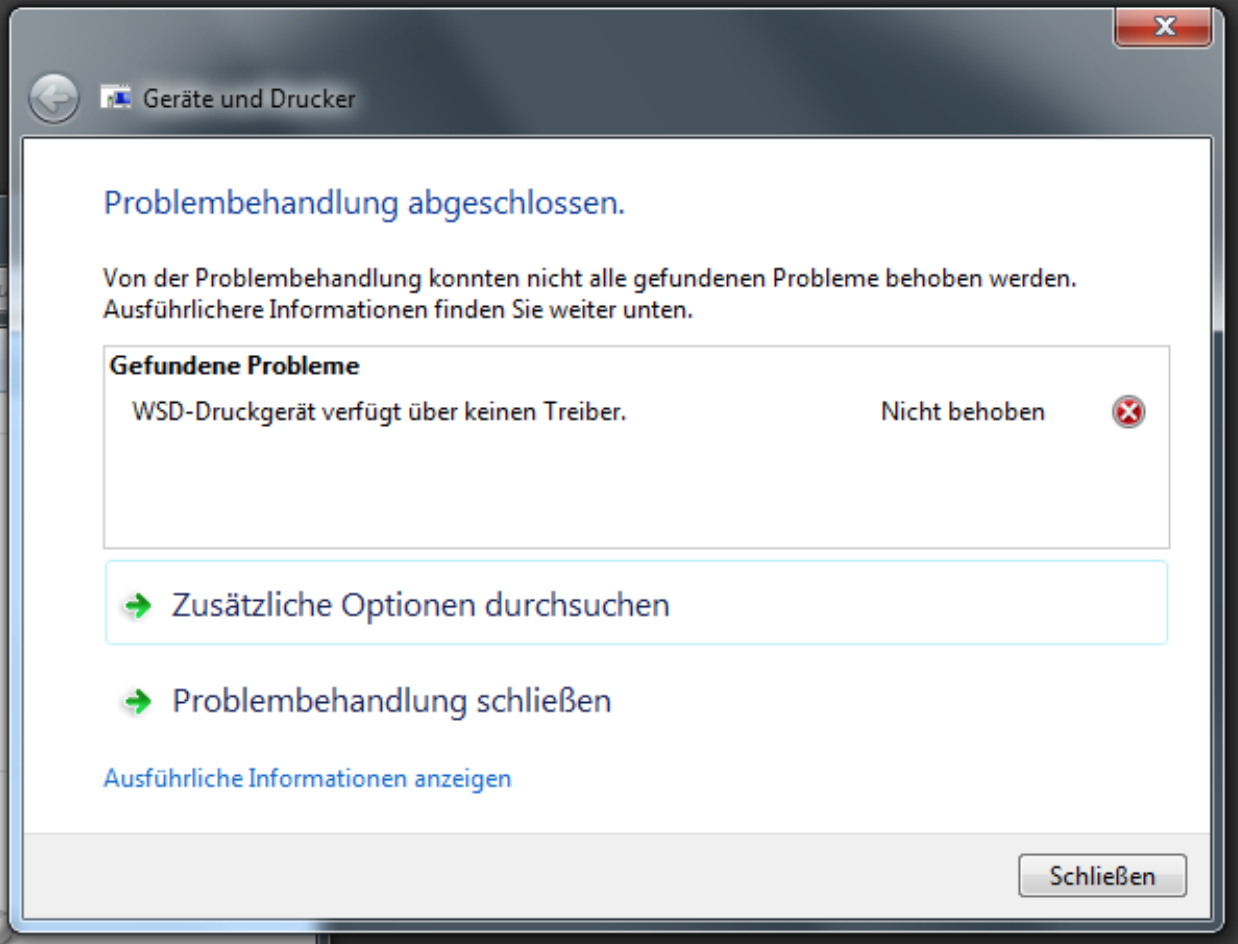 Geräte und Drucker
Problembehandlung abgeschlossen.
Von der Problembehandlung konnten nicht alle gefundenen Probleme behoben werden.
Ausführlichere Informationen finden Sie weiter unten.
Gefundene Probleme
WSD-Druckgerät verfügt über keinen Treiber. Nicht behoben
Zusätzliche Optionen durchsuchen
Problembehandlung schließen
Ausführliche Informationen anzeigen
Schließen